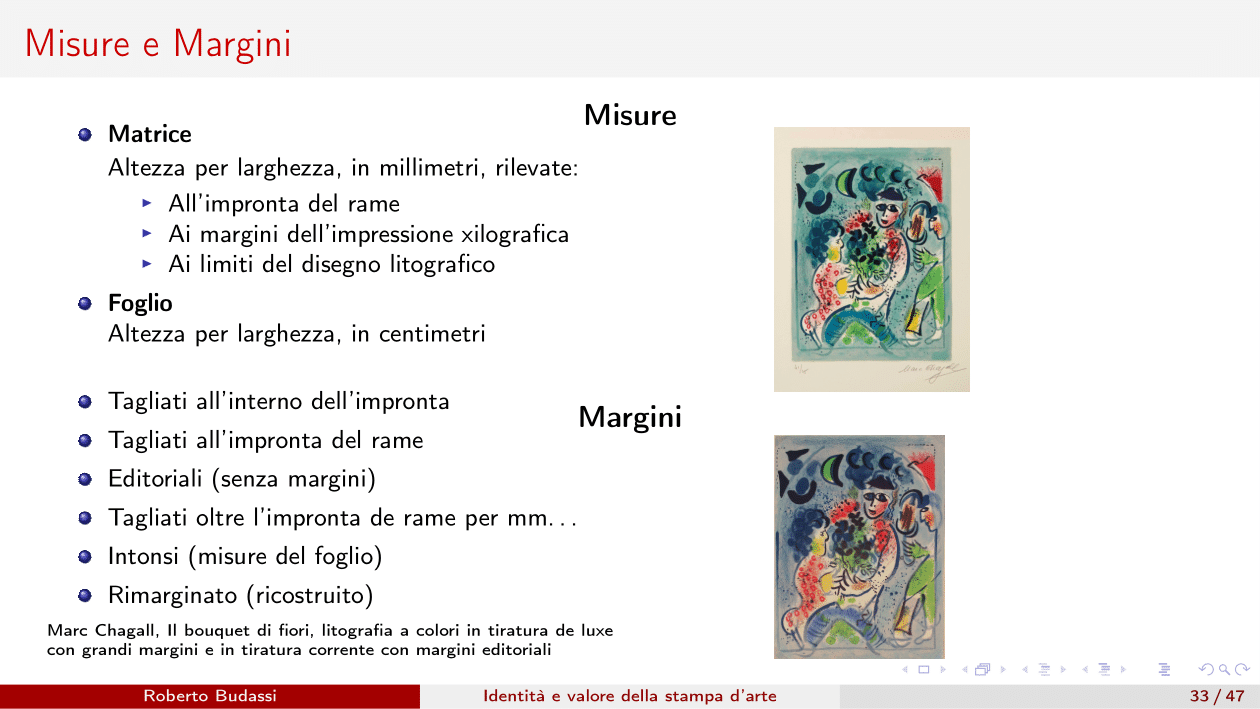 Misure e Margini
Misure
Matrice
Altezza per larghezza, in millimetri, rilevate:
All'impronta del rame
Ai margini dell'impressione xilografica
Ai limiti del disegno litografico
Foglio
Altezza per larghezza, in centimetri
Margini
Tagliati all'interno dell'impronta
Tagliati all'impronta del rame
Editoriali (senza margini)
Tagliati oltre l'impronta de rame per mm...
Intonsi (misure del foglio)
Rimarginato (ricostruito)
Marc Chagall, Il bouquet di fiori, litografia a colori in tiratura de luxe
con grandi margini e in tiratura corrente con margini editoriali
Roberto Budassi
Identità e valore della stampa d'arte
33 / 47